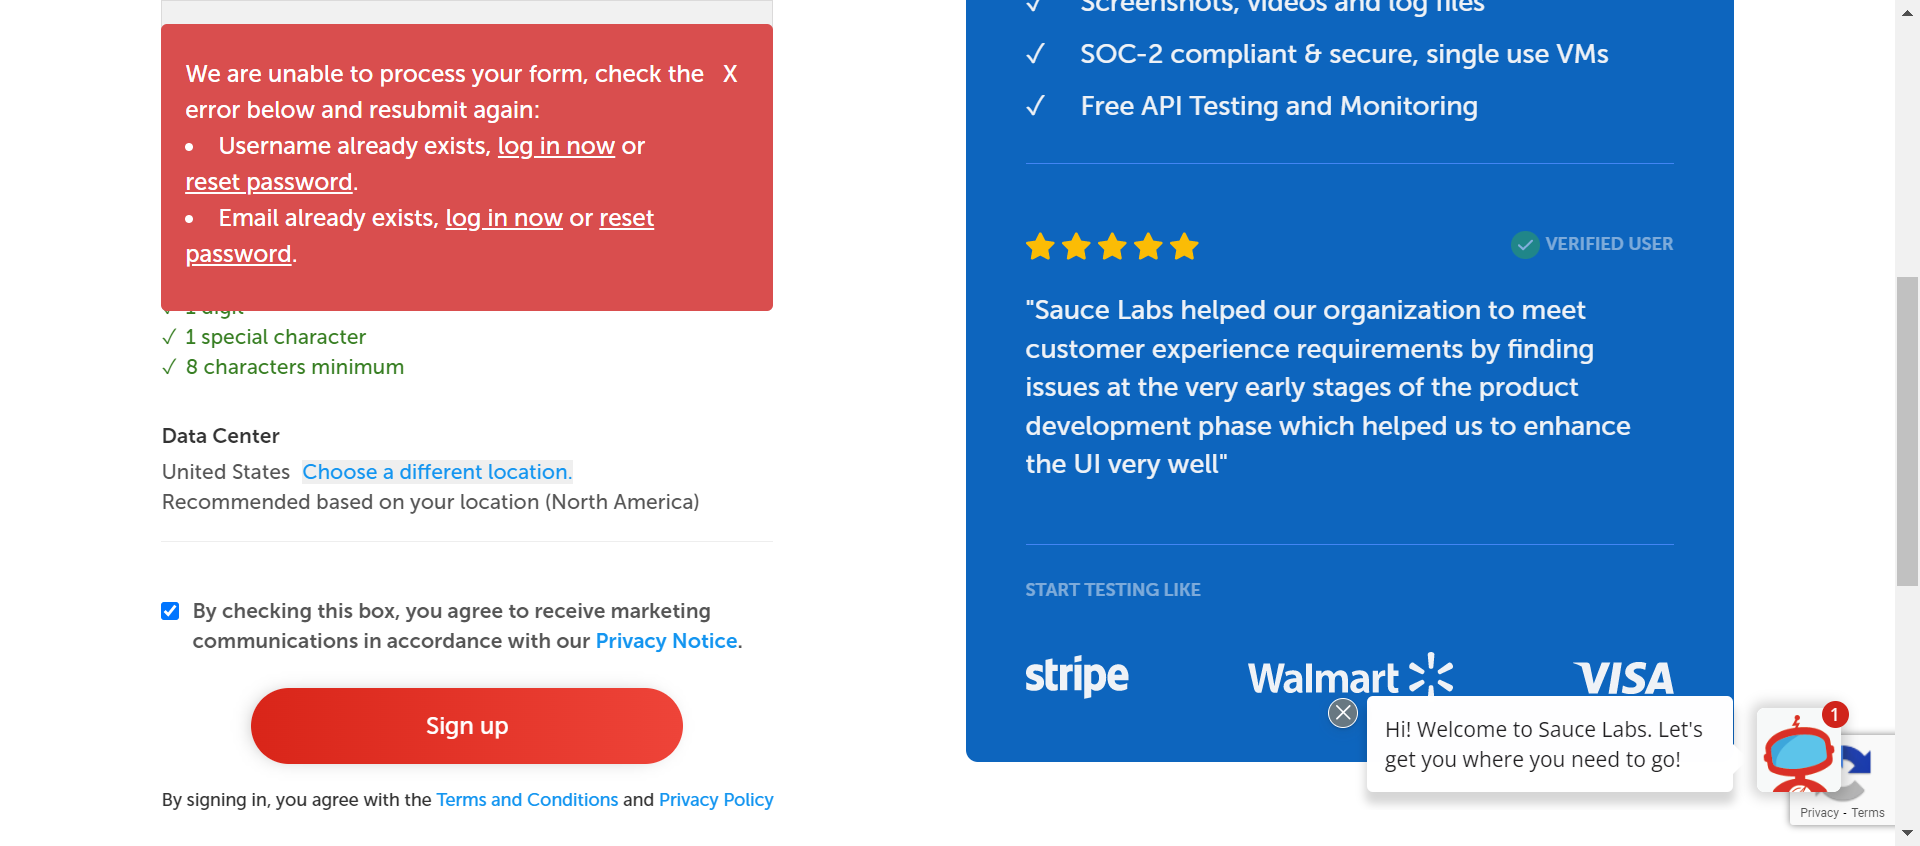 We are unable to process your form, check the X
error below and resubmit again:
• Username already exists, log in now or
reset password.
• Email already exists, log in now or reset
password.
✓ 1 digit
✓ 1 special character
✓ 8 characters minimum
Data Center
United States Choose a different location.
Recommended based on your location (North America)
By checking this box, you agree to receive marketing
communications in accordance with our Privacy Notice.
Sign up
By signing in, you agree with the Terms and Conditions and Privacy Policy
✓ Screenshots, videos and log files
✓ SOC-2 compliant & secure, single use VMs
✓ Free API Testing and Monitoring
VERIFIED USER
"Sauce Labs helped our organization to meet
customer experience requirements by finding
issues at the very early stages of the product
development phase which helped us to enhance
the UI very well"
START TESTING LIKE
stripe Walmart VISA
Hi! Welcome to Sauce Labs. Let's
get you where you need to go!
1
Privacy - Terms